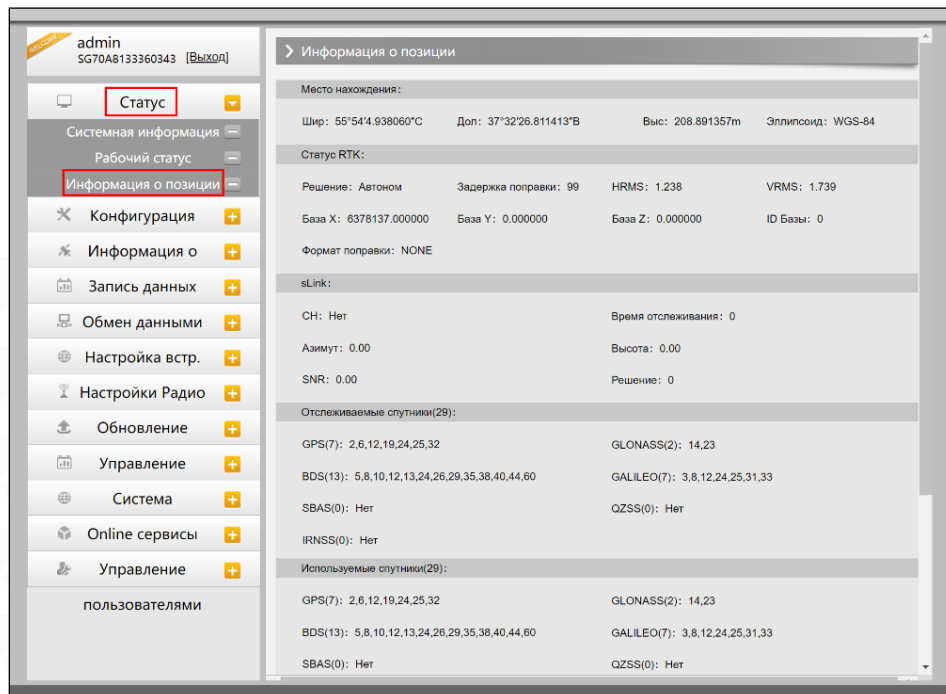 WELCOME
admin
SG70A8133360343 [Выход]
Статус
Системная информация
Рабочий статус
Информация о позиции
Конфигурация
Информация о
Запись данных
Обмен данными
Настройка встр.
Настройки Радио
Обновление
Управление
Система
Online сервисы
Управление
пользователями
Информация о позиции
Место нахождения:
Шир: 55°54'4.938060"С Дол: 37°32'26.811413"В Выс: 208.891357m Эллипсоид: WGS-84
Статус RTK:
Решение: Автоном Задержка поправки: 99 HRMS: 1.238 VRMS: 1.739
База X: 6378137.000000 База Y: 0.000000 База Z: 0.000000 ID Базы: 0
Формат поправки: NONE
sLink:
CH: Нет Время отслеживания: 0
Азимут: 0.00 Высота: 0.00
SNR: 0.00 Решение: 0
Отслеживаемые спутники(29):
GPS(7): 2,6,12,19,24,25,32 GLONASS(2): 14,23
BDS(13): 5,8,10,12,13,24,26,29,35,38,40,44,60 GALILEO(7): 3,8,12,24,25,31,33
SBAS(0): Нет QZSS(0): Нет
IRNSS(0): Нет
Используемые спутники(29):
GPS(7): 2,6,12,19,24,25,32 GLONASS(2): 14,23
BDS(13): 5,8,10,12,13,24,26,29,35,38,40,44,60 GALILEO(7): 3,8,12,24,25,31,33
SBAS(0): Нет QZSS(0): Нет